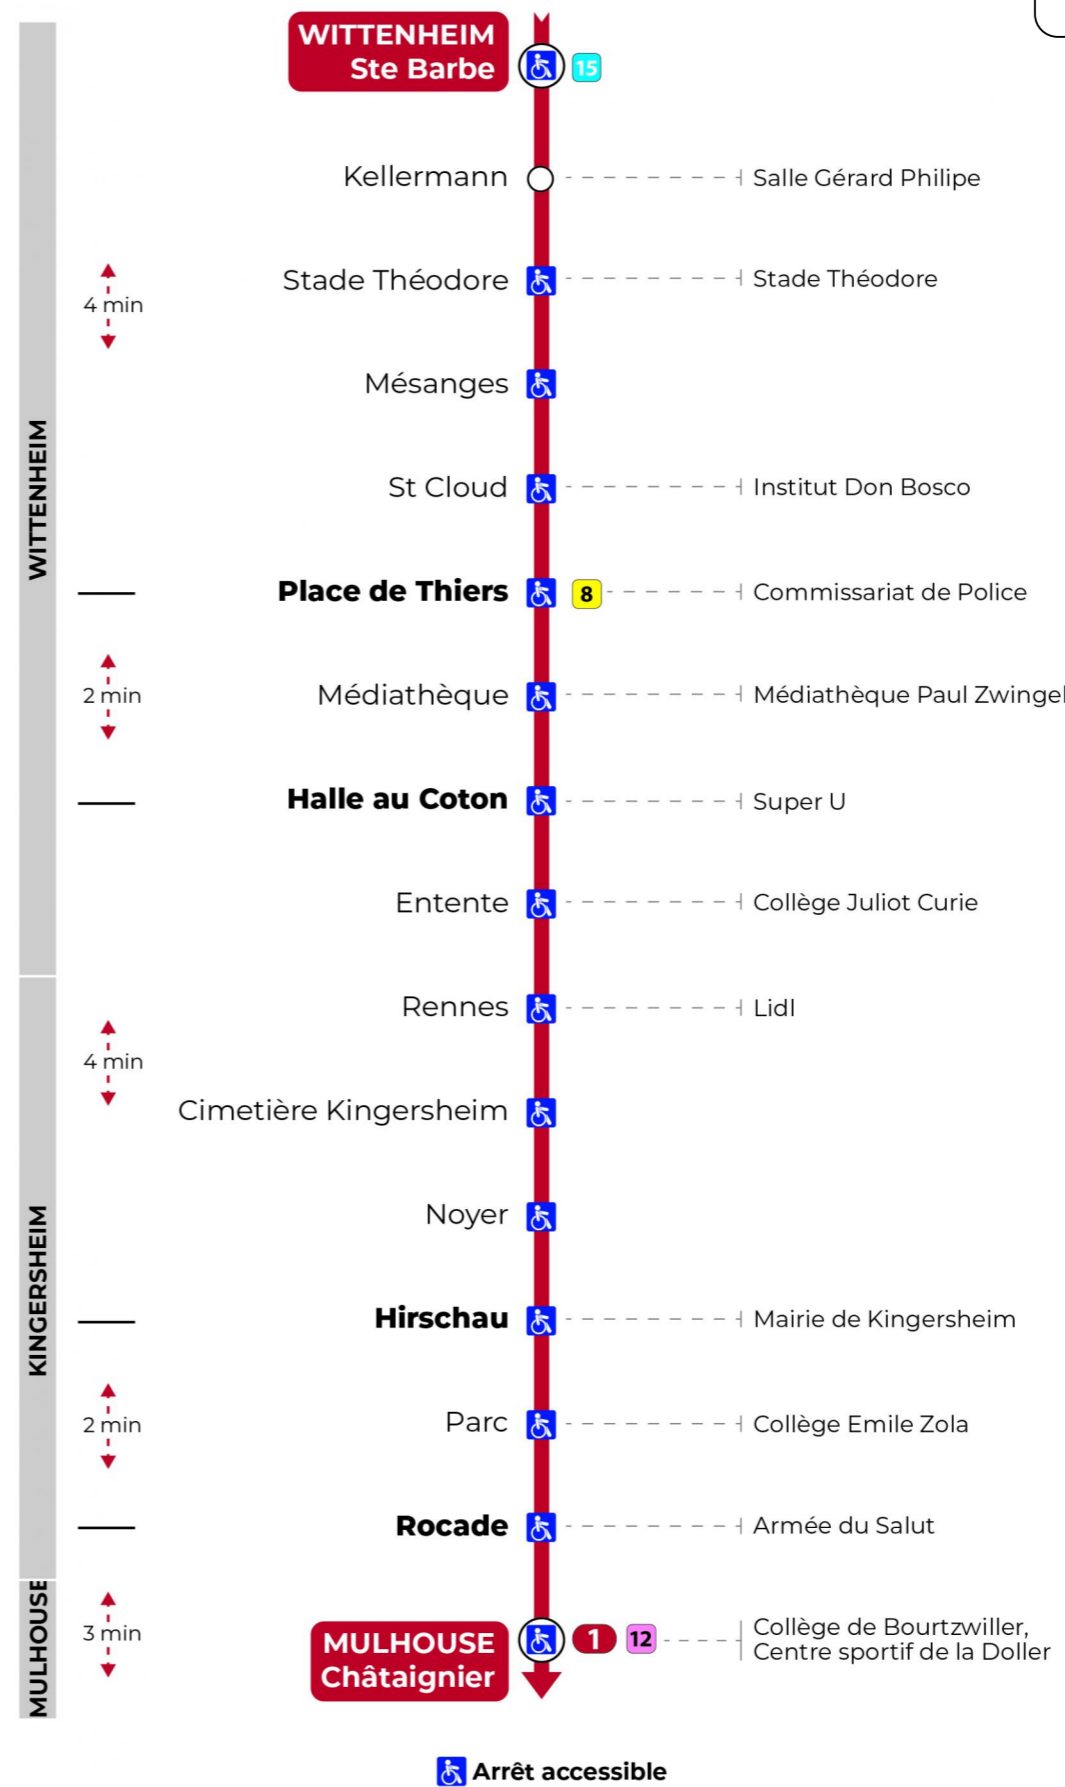 WITTENHEIM
Ste Barbe
15
Kellermann
Salle Gérard Philipe
Stade Théodore
Stade Théodore
4 min
Mésanges
St Cloud
Institut Don Bosco
WITTENHEIM
Place de Thiers
8
Commissariat de Police
2 min
Médiathèque
Médiathèque Paul Zwingel
Halle au Coton
Super U
Entente
Collège Juliot Curie
Rennes
Lidl
4 min
Cimetière Kingersheim
Noyer
KINGERSHEIM
Hirschau
Mairie de Kingersheim
2 min
Parc
Collège Emile Zola
Rocade
Armée du Salut
MULHOUSE
3 min
MULHOUSE
Châtaignier
1
12
Collège de Bourtzwiller,
Centre sportif de la Doller
Arrêt accessible